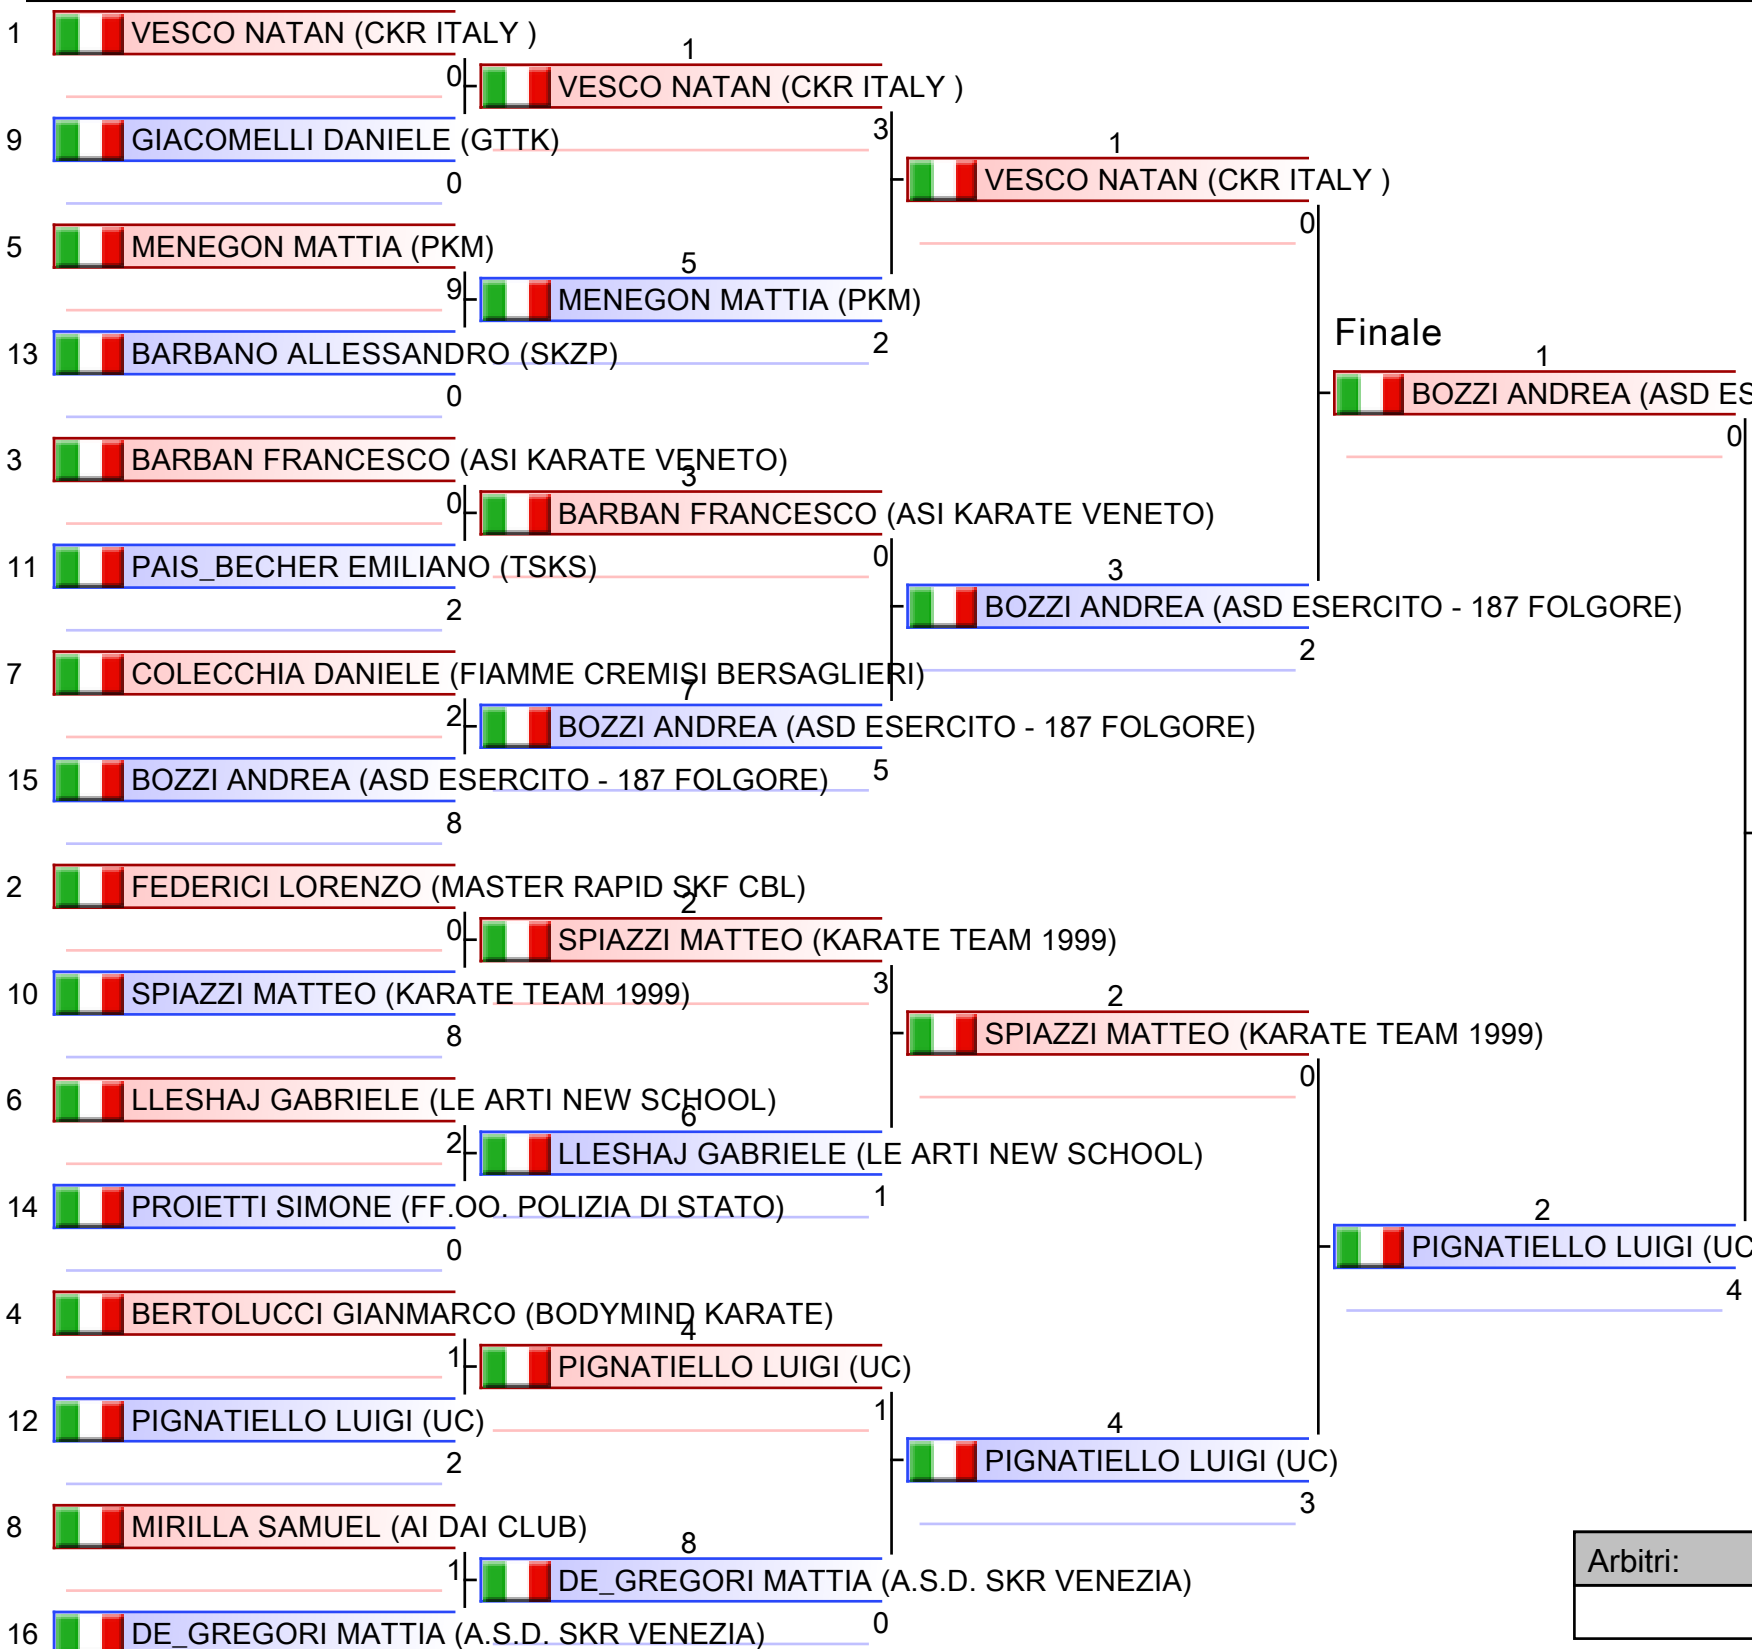 1 VESCO NATAN (CKR ITALY )
0
9 GIACOMELLI DANIELE (GTTK)
0
5 MENEGON MATTIA (PKM)
9
13 BARBANO ALLESSANDRO (SKZP)
0
3 BARBAN FRANCESCO (ASI KARATE VENETO)
0
11 PAIS_BECHER EMILIANO (TSKS)
2
7 COLECCHIA DANIELE (FIAMME CREMISI BERSAGLIERI)
2
15 BOZZI ANDREA (ASD ESERCITO - 187 FOLGORE)
8
2 FEDERICI LORENZO (MASTER RAPID SKF CBL)
0
10 SPIAZZI MATTEO (KARATE TEAM 1999)
8
6 LLESHAJ GABRIELE (LE ARTI NEW SCHOOL)
2
14 PROIETTI SIMONE (FF.OO. POLIZIA DI STATO)
0
4 BERTOLUCCI GIANMARCO (BODYMIND KARATE)
1
12 PIGNATIELLO LUIGI (UC)
2
8 MIRILLA SAMUEL (AI DAI CLUB)
1
16 DE_GREGORI MATTIA (A.S.D. SKR VENEZIA)
1
VESCO NATAN (CKR ITALY )
3
5
MENEGON MATTIA (PKM)
2
3
BARBAN FRANCESCO (ASI KARATE VENETO)
0
7
BOZZI ANDREA (ASD ESERCITO - 187 FOLGORE)
5
2
SPIAZZI MATTEO (KARATE TEAM 1999)
3
6
LLESHAJ GABRIELE (LE ARTI NEW SCHOOL)
1
4
PIGNATIELLO LUIGI (UC)
1
8
DE_GREGORI MATTIA (A.S.D. SKR VENEZIA)
0
1
VESCO NATAN (CKR ITALY )
0
3
BOZZI ANDREA (ASD ESERCITO - 187 FOLGORE)
2
2
SPIAZZI MATTEO (KARATE TEAM 1999)
0
4
PIGNATIELLO LUIGI (UC)
3
Finale
1
BOZZI ANDREA (ASD ES
0
2
PIGNATIELLO LUIGI (UC
4
Arbitri: